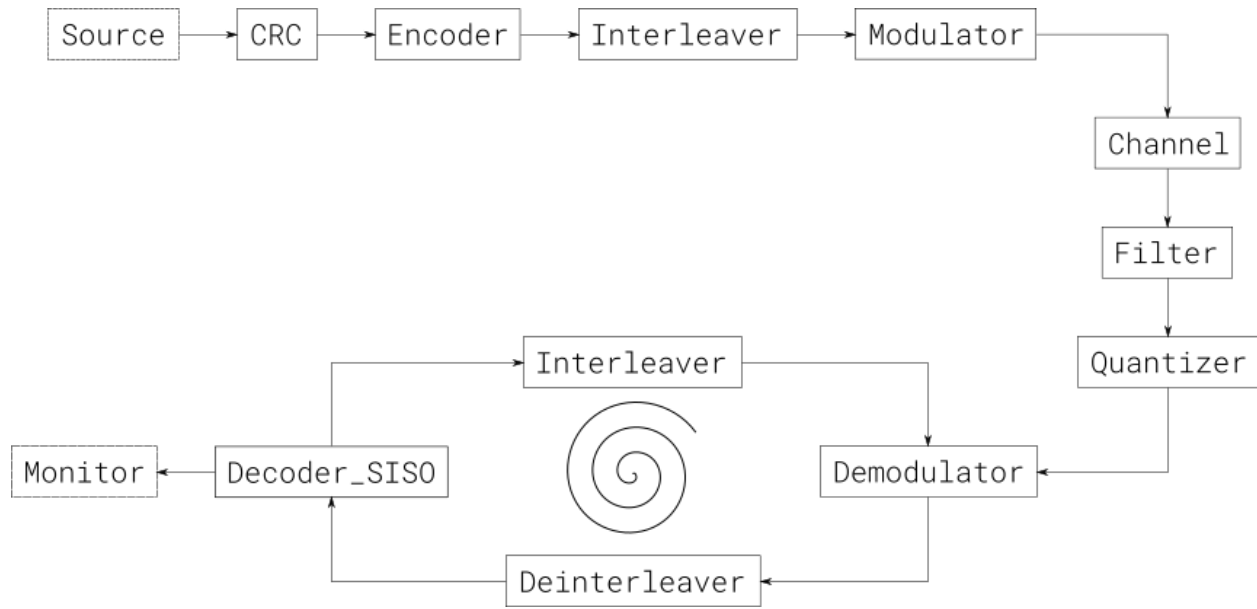 Source
CRC
Encoder
Interleaver
Modulator
Channel
Filter
Quantizer
Interleaver
Monitor
Decoder_SISO
Demodulator
Deinterleaver